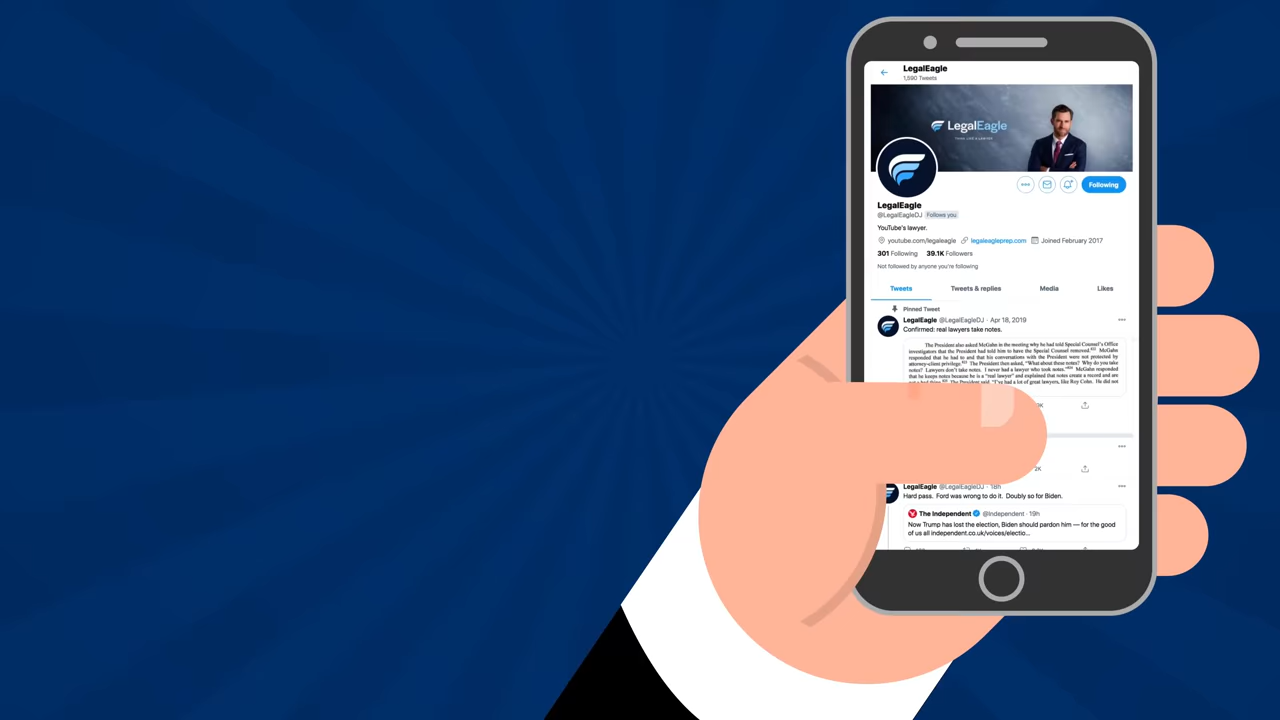 LegalEagle
1,590 Tweets
LegalEagle
THINK LIKE A LAWYER
Following
LegalEagle
@LegalEagleDJ Follows you
YouTube's lawyer.
youtube.com/legaleagle legaleagleprep.com Joined February 2017
301 Following 39.1K Followers
Not followed by anyone you're following
Tweets Tweets & replies Media Likes
Pinned Tweet
LegalEagle @LegalEagleDJ · Apr 18, 2019
Confirmed: real lawyers take notes.
The President also asked McGahn in the meeting why he had told Special Counsel's Office
investigators that the President had told him to have the Special Counsel removed. McGahn
responded that he had to and that his conversations with the President were not protected by
attorney-client privilege. The President then asked, "What about these notes? Why do you take
notes? Lawyers don't take notes. I never had a lawyer who took notes." McGahn responded
that he keeps notes because he is a "real lawyer" and explained that notes create a record and are
not a bad thing. The President said, "I've had a lot of great lawyers, like Roy Cohn. He did not
2K
LegalEagle @LegalEagleDJ · 18h
Hard pass. Ford was wrong to do it. Doubly so for Biden.
The Independent @Independent · 19h
Now Trump has lost the election, Biden should pardon him — for the good
of us all independent.co.uk/voices/electio...